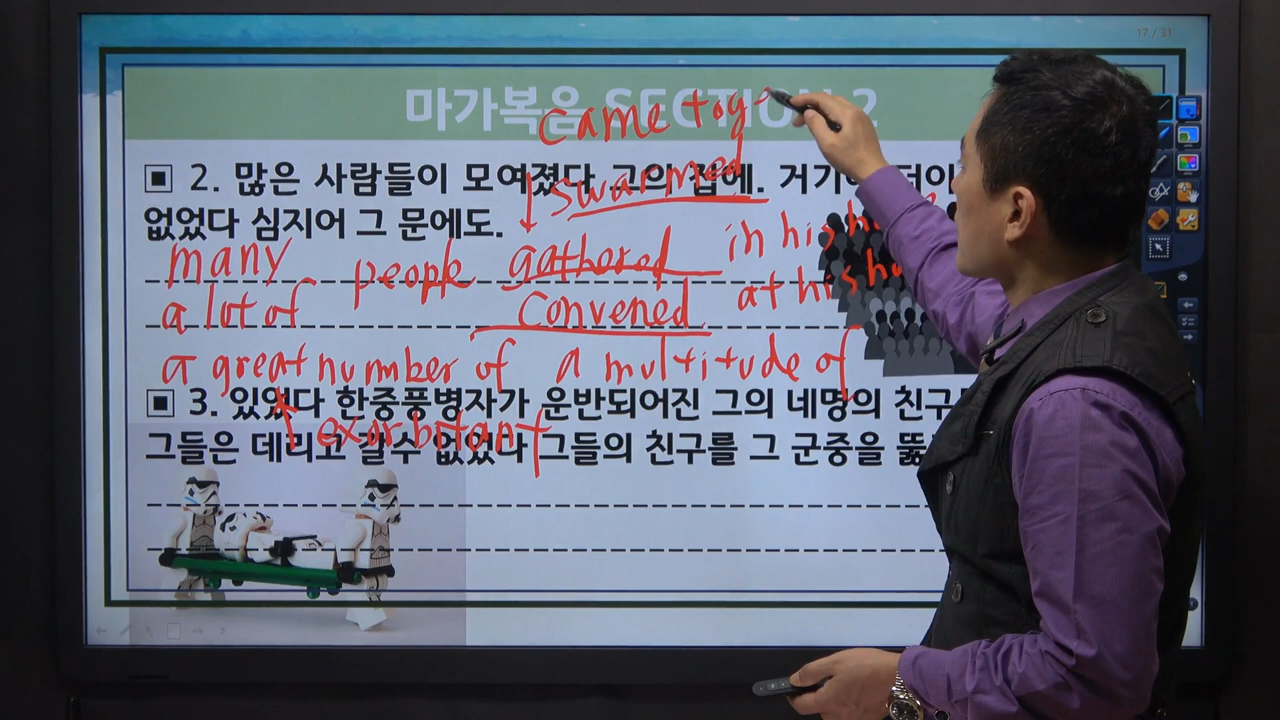 17 / 31
마가복음 SECTION 2
came toge
▣ 2. 많은 사람들이 모여졌다 그의 집에. 거기에 더이
swarmed
없었다 심지어 그 문에도.
many people gathered in his h
a lot of convened at his ho
a great number of a multitude of
▣ 3. 있었다 한중풍병자가 운반되어진 그의 네명의 친구
exorbitant
그들은 데리고 갈수 없었다 그들의 친구를 그 군중을 뚫